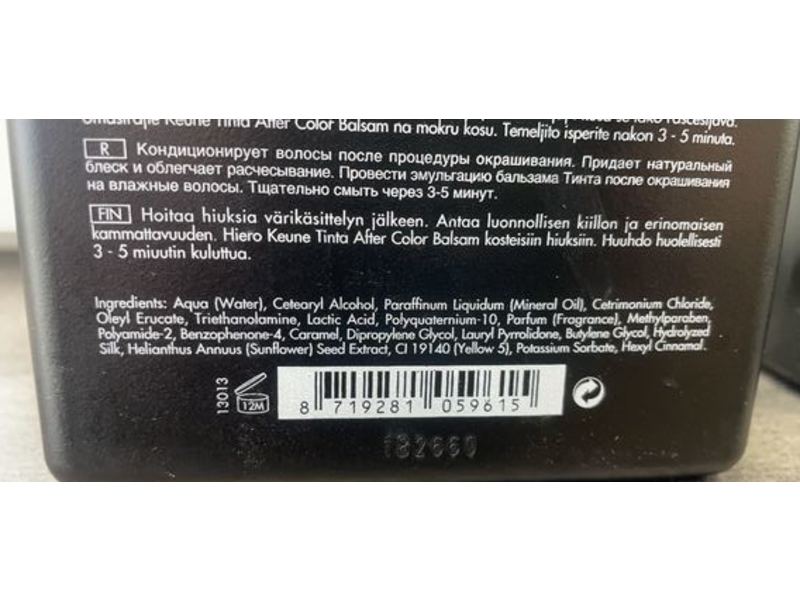 Keune Tinta After Color Balsam na mokru kosu. Temeljito isperite nakon 3 - 5 minuta.
R Кондиционирует волосы после процедуры окрашивания. Придает натуральный
блеск и облегчает расчесывание. Провести эмульгацию бальзама Тинта после окрашивания
на влажные волосы. Тщательно смыть через 3-5 минут.
FIN Hoitaa hiuksia värikäsittelyn jälkeen. Antaa luonnollisen kiillon ja erinomaisen
kammattavuuden. Hiero Keune Tinta After Color Balsam kosteisiin hiuksiin. Huuhdo huolellisesti
3 - 5 miuutin kuluttua.
Ingredients: Aqua (Water), Cetearyl Alcohol, Paraffinum Liquidum (Mineral Oil), Cetrimonium Chloride,
Oleyl Erucate, Triethanolamine, Lactic Acid, Polyquaternium-10, Parfum (Fragrance), Methylparaben,
Polyamide-2, Benzophenone-4, Caramel, Dipropylene Glycol, Lauryl Pyrrolidone, Butylene Glycol, Hydrolyzed
Silk, Helianthus Annuus (Sunflower) Seed Extract, CI 19140 (Yellow 5), Potassium Sorbate, Hexyl Cinnamal.
13013
12M
8 719281 059615
182660